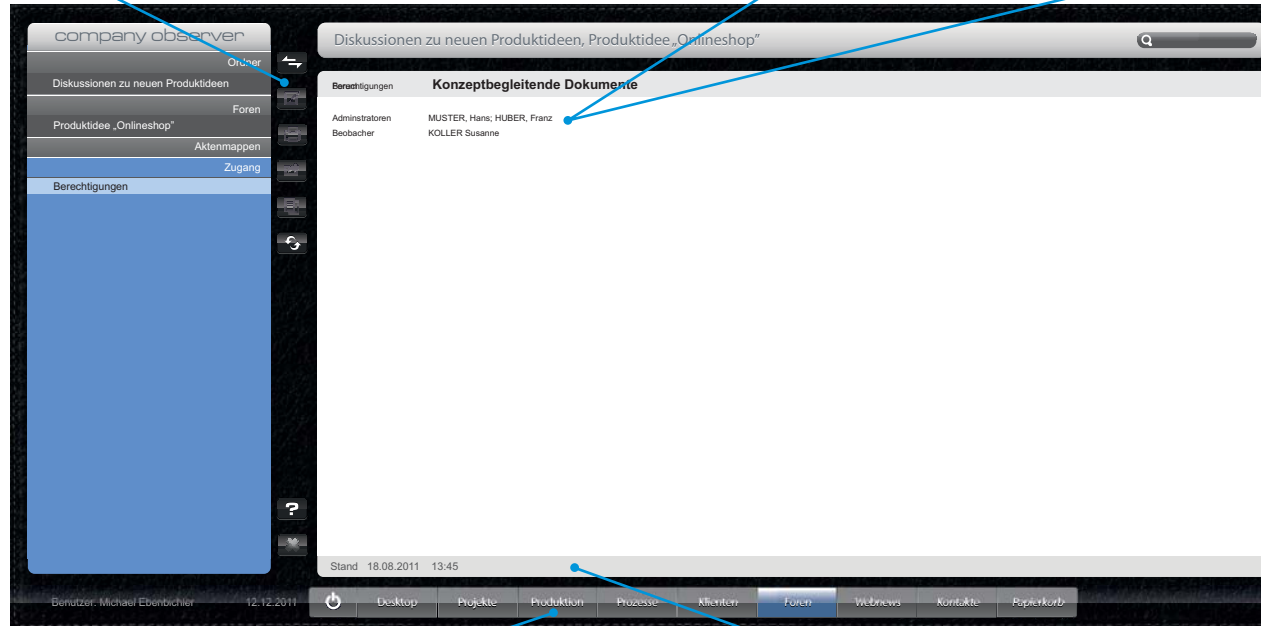 company observer
Ordner
Diskussionen zu neuen Produktideen
Foren
Produktidee „Onlineshop”
Aktenmappen
Zugang
Berechtigungen
Diskussionen zu neuen Produktideen, Produktidee „Onlineshop”
Konzeptbegleitende Dokumente
Adminstratoren MUSTER, Hans; HUBER, Franz
Beobacher KOLLER Susanne
?
Stand 18.08.2011 13:45
Benutzer: Michael Ebenbichler 12.12.2011
Desktop Projekte Produktion Prozesse Klienten Foren Webnews Kontakte Papierkorb